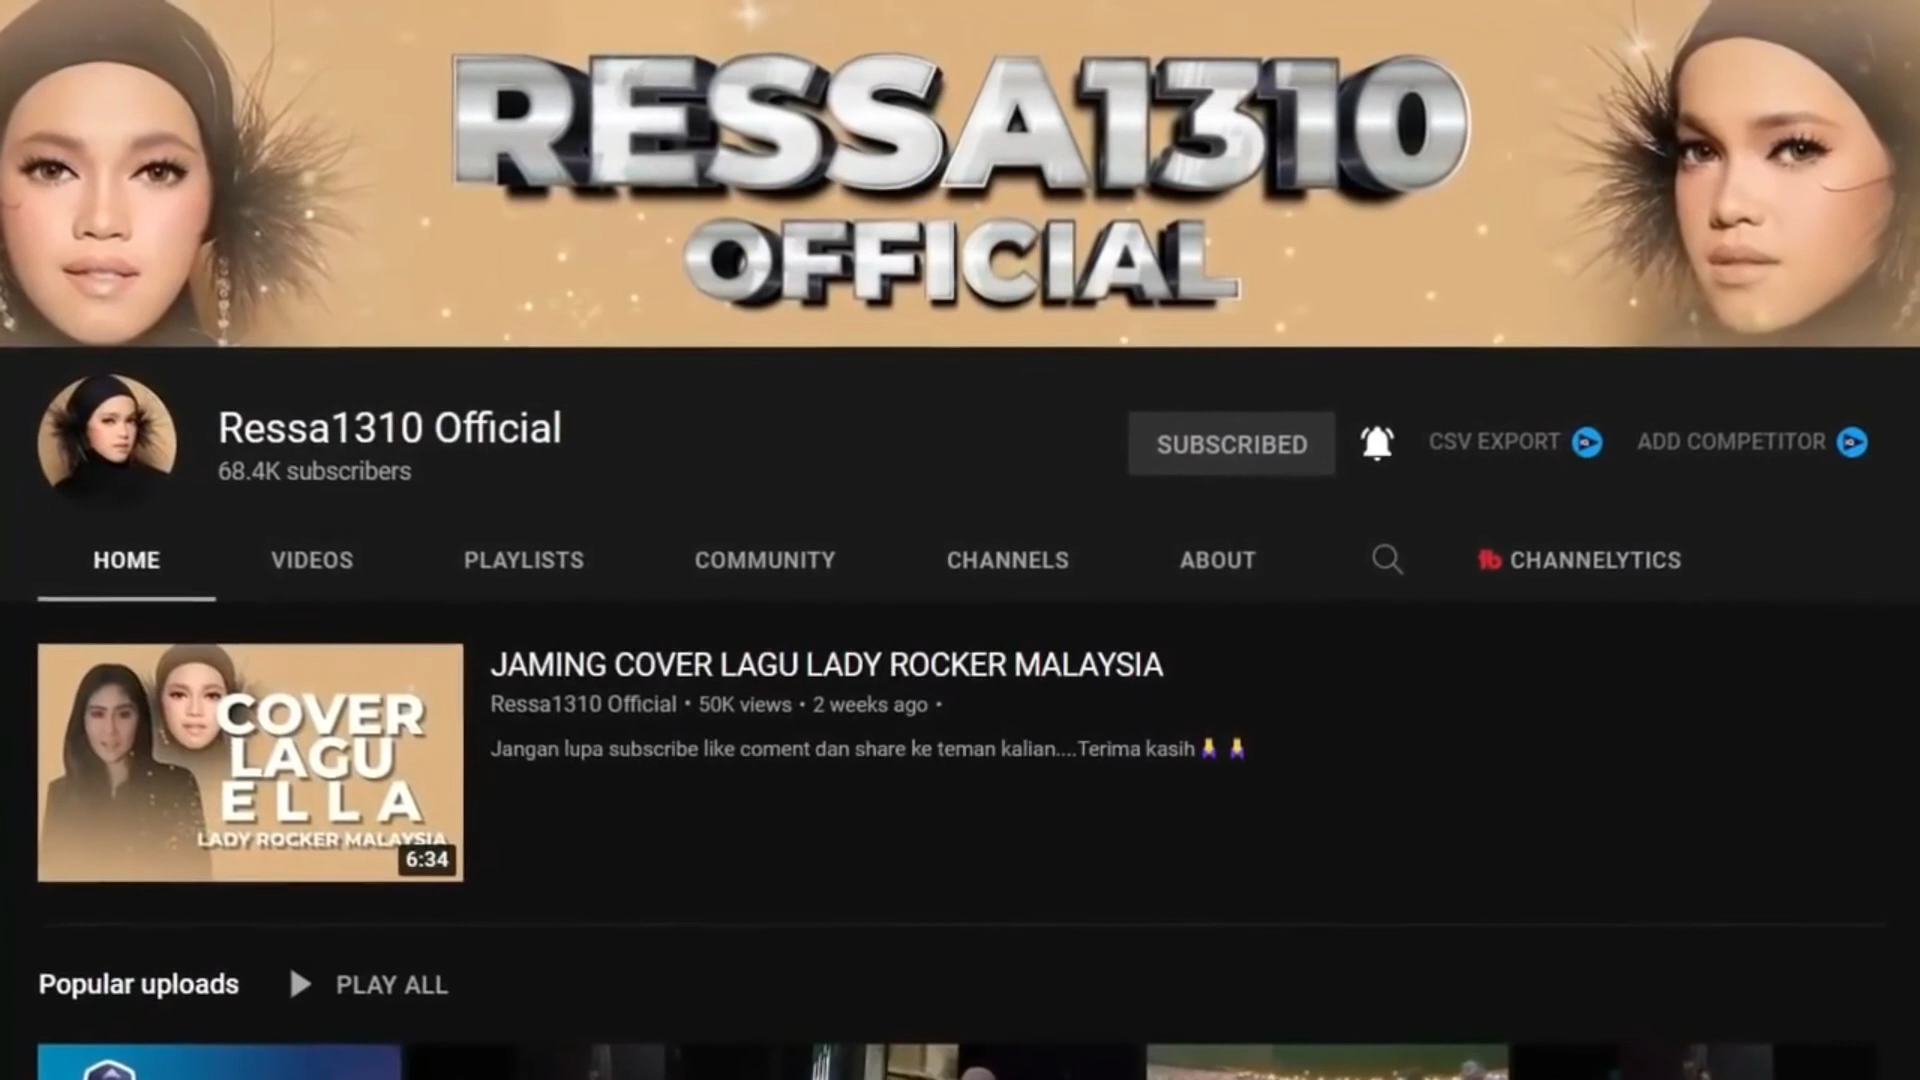 RESSA1310
OFFICIAL
Ressa1310 Official
68.4K subscribers
SUBSCRIBED
CSV EXPORT
ADD COMPETITOR
HOME
VIDEOS
PLAYLISTS
COMMUNITY
CHANNELS
ABOUT
CHANNELYTICS
COVER
LAGU
ELLA
LADY ROCKER MALAYSIA
6:34
JAMING COVER LAGU LADY ROCKER MALAYSIA
Ressa1310 Official • 50K views • 2 weeks ago •
Jangan lupa subscribe like coment dan share ke teman kalian....Terima kasih
Popular uploads
PLAY ALL